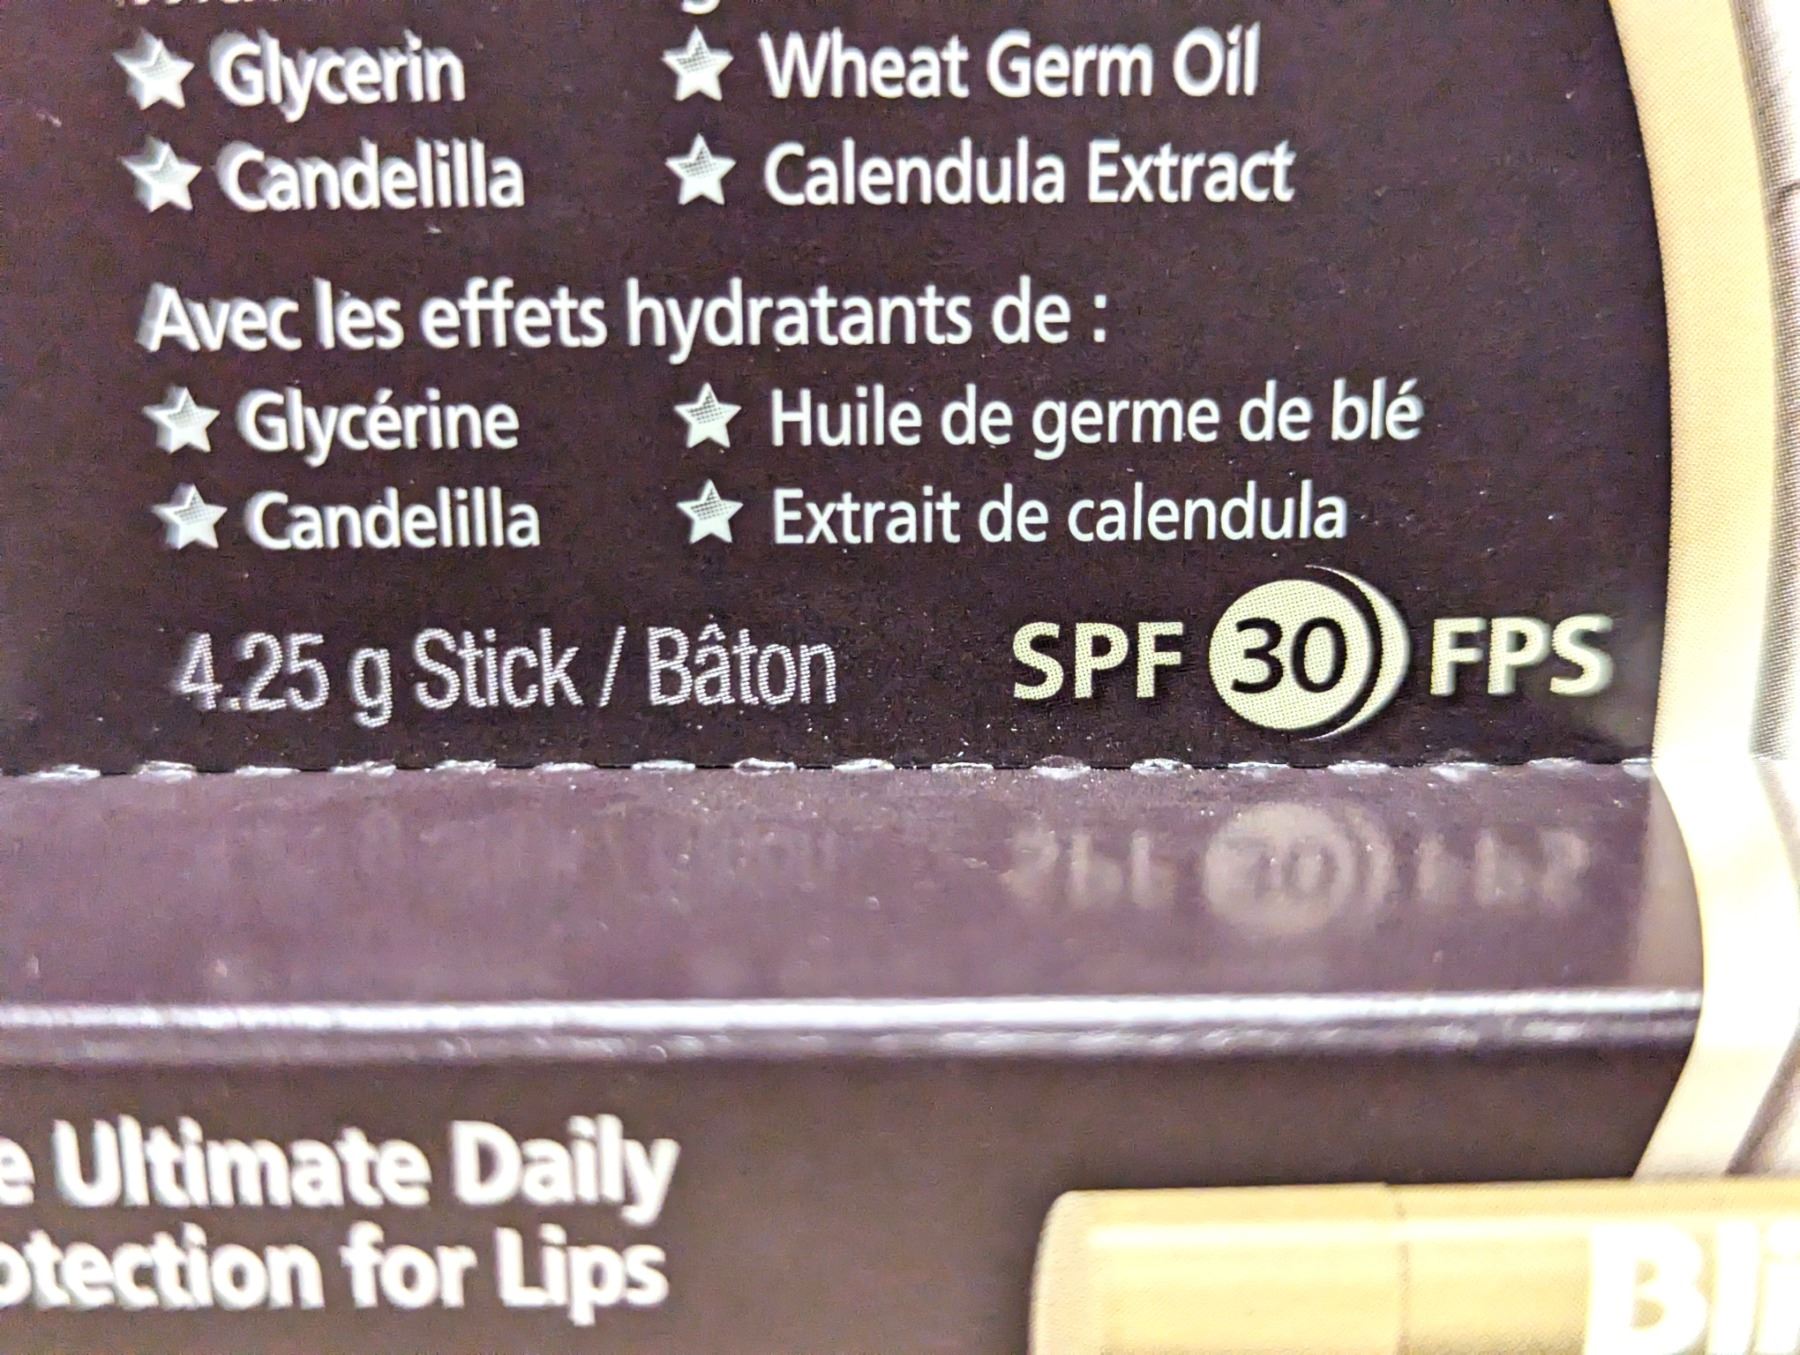 Glycerin Wheat Germ Oil
Candelilla Calendula Extract
Avec les effets hydratants de :
Glycérine Huile de germe de blé
Candelilla Extrait de calendula
4.25 g Stick / Bâton SPF 30 FPS
Ultimate Daily
for Lips